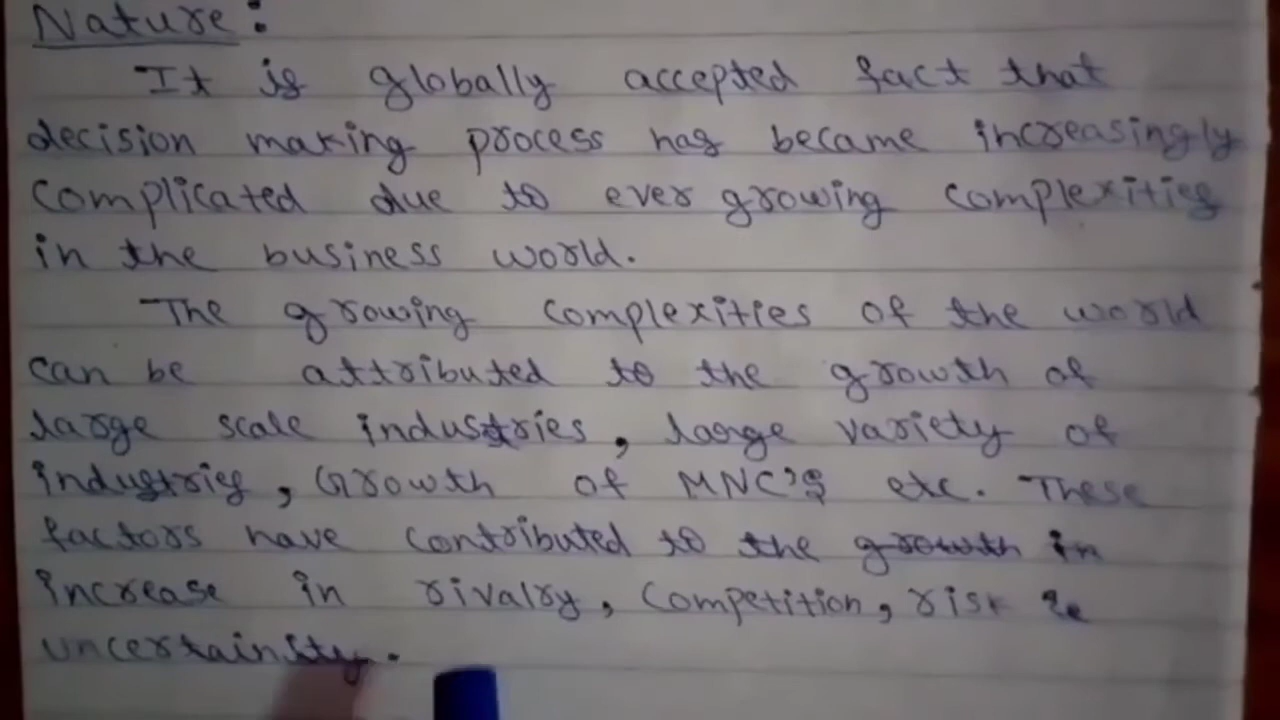 Nature:
It is globally accepted fact that
decision making process has became increasingly
complicated due to ever growing complexities
in the business world.
The growing complexities of the world
can be attributed to the growth of
large scale industries, large variety of
industries, Growth of MNC's etc. These
factors have contributed to the growth in
increase in rivalry, competition, risk &
uncertainity.